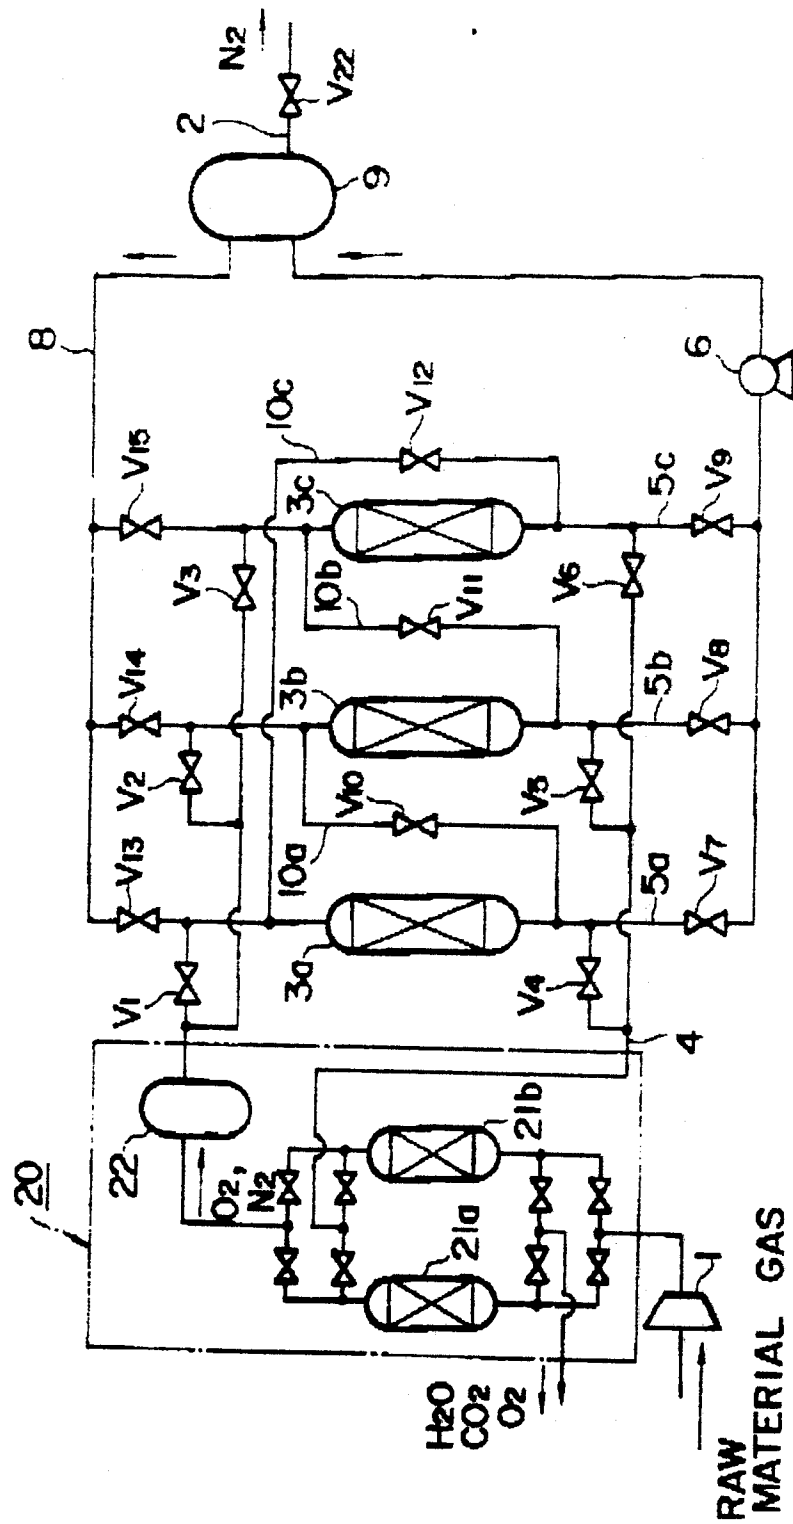 20
22
O2,
N2
21a
21b
H2O
CO2
O2
RAW
MATERIAL GAS
1
4
V1
V13
V2
V14
V3
V15
8
3a
10a
V10
3b
10b
V11
3c
10c
V12
V4
5a
V7
V5
5b
V8
V6
5c
V9
6
9
2
V22
N2